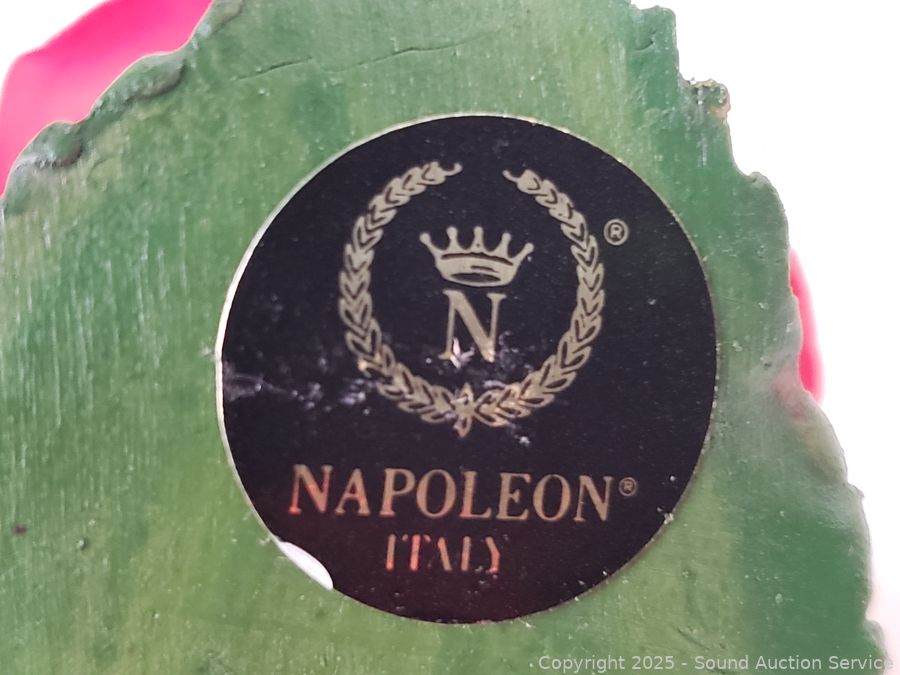 ®
N
NAPOLEON®
ITALY
Copyright 2025 - Sound Auction Service